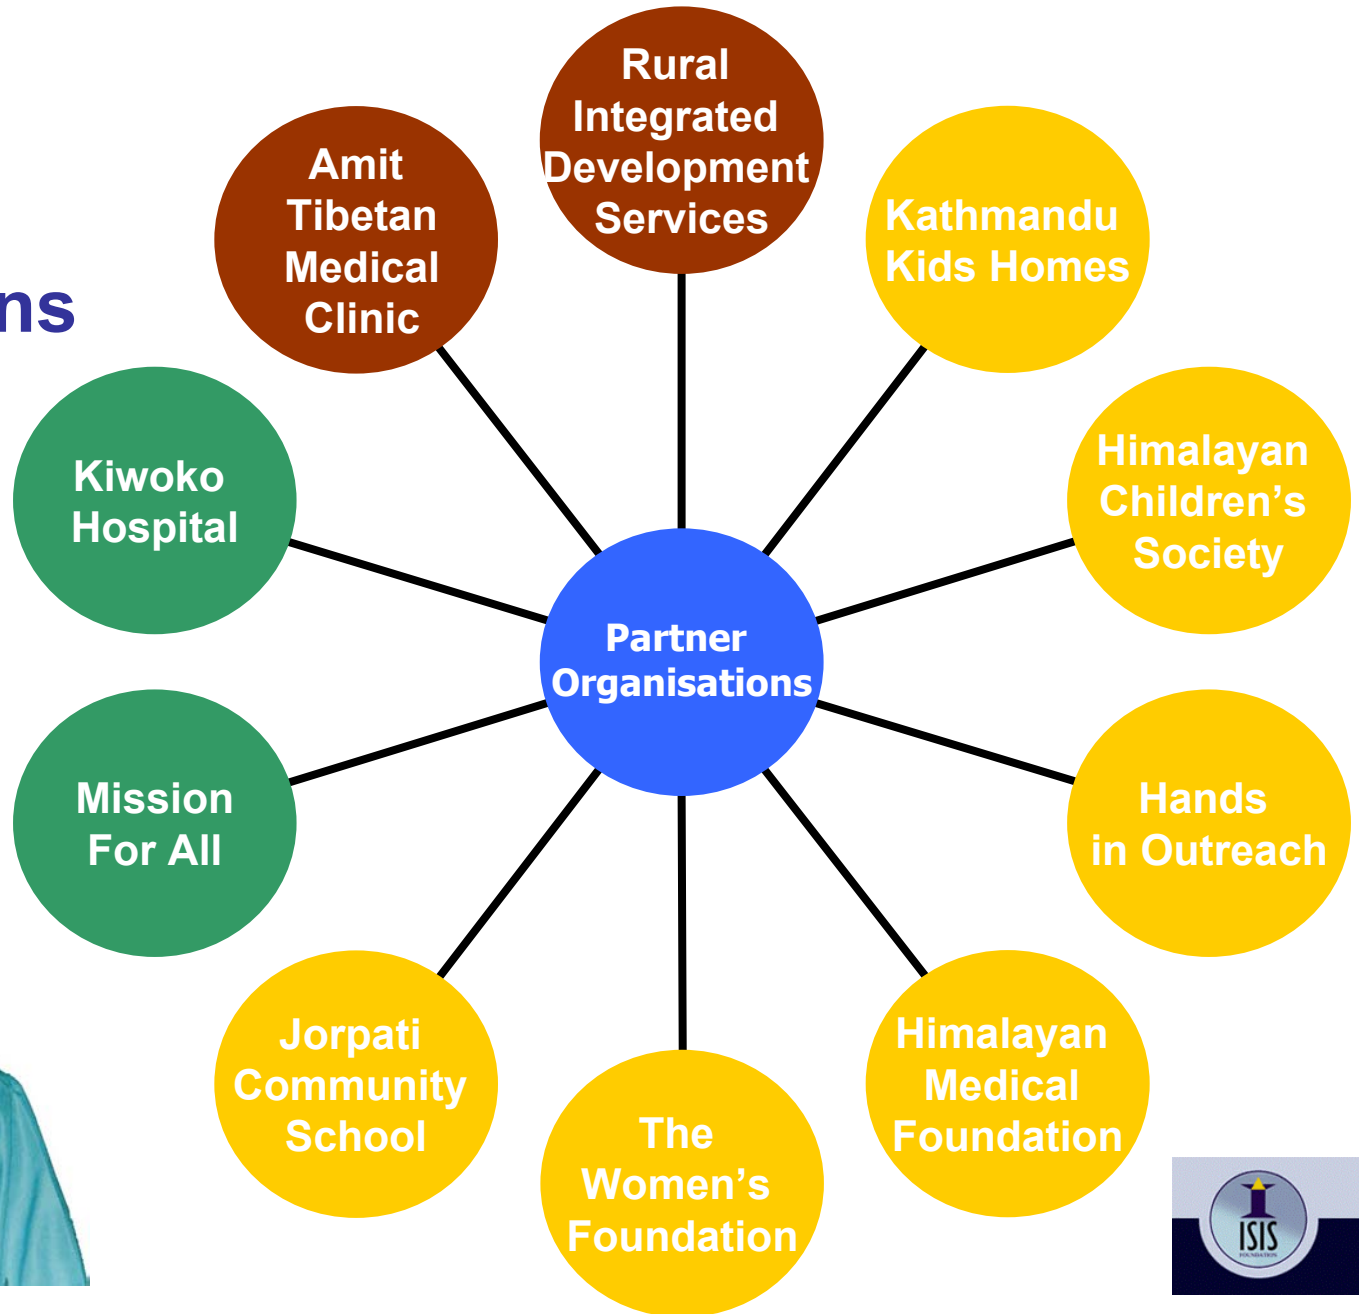 Rural
Integrated
Development
Services
Amit
Tibetan
Medical
Clinic
Kathmandu
Kids Homes
ns
Kiwoko
Hospital
Himalayan
Children’s
Society
Partner
Organisations
Mission
For All
Hands
in Outreach
Jorpati
Community
School
Himalayan
Medical
Foundation
The
Women’s
Foundation
ISIS
FOUNDATION